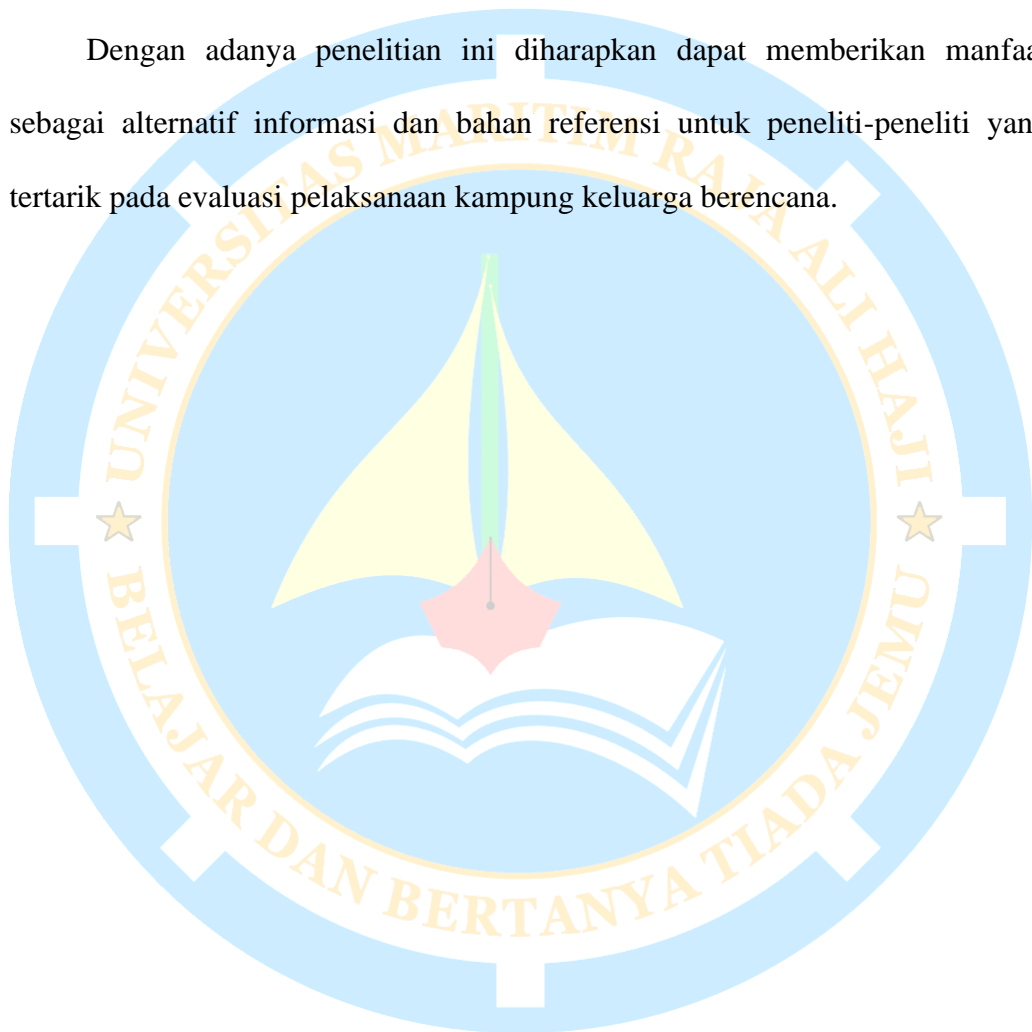 Dengan adanya penelitian ini diharapkan dapat memberikan manfaa
sebagai alternatif informasi dan bahan referensi untuk peneliti-peneliti yan
tertarik pada evaluasi pelaksanaan kampung keluarga berencana.
UNIVERSITAS MARITIM RAJA ALI HAJI
BELAJAR DAN BERTANYA TIADA JEMU